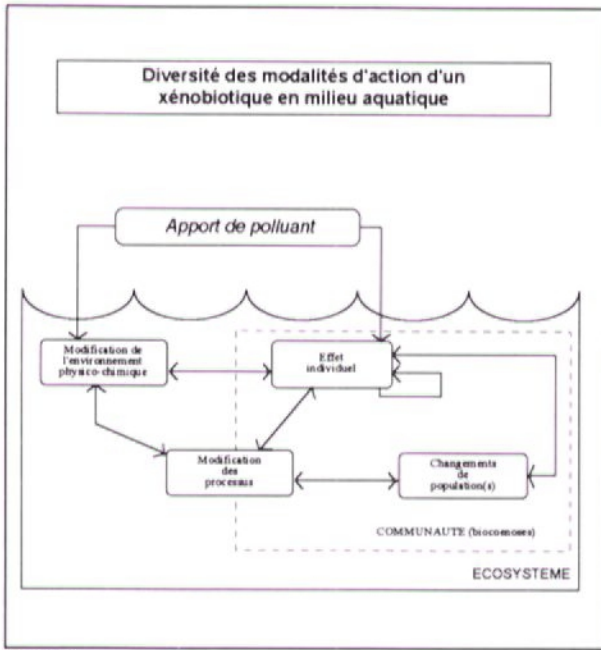 Diversité des modalités d'action d'un
xénobiotique en milieu aquatique
Apport de polluant
Modification de
l'environnement
physico-chimique
Effet
individuel
Modification
des
processus
Changements
de
population(s)
COMMUNAUTE (biocomoses)
ECOSYSTEME